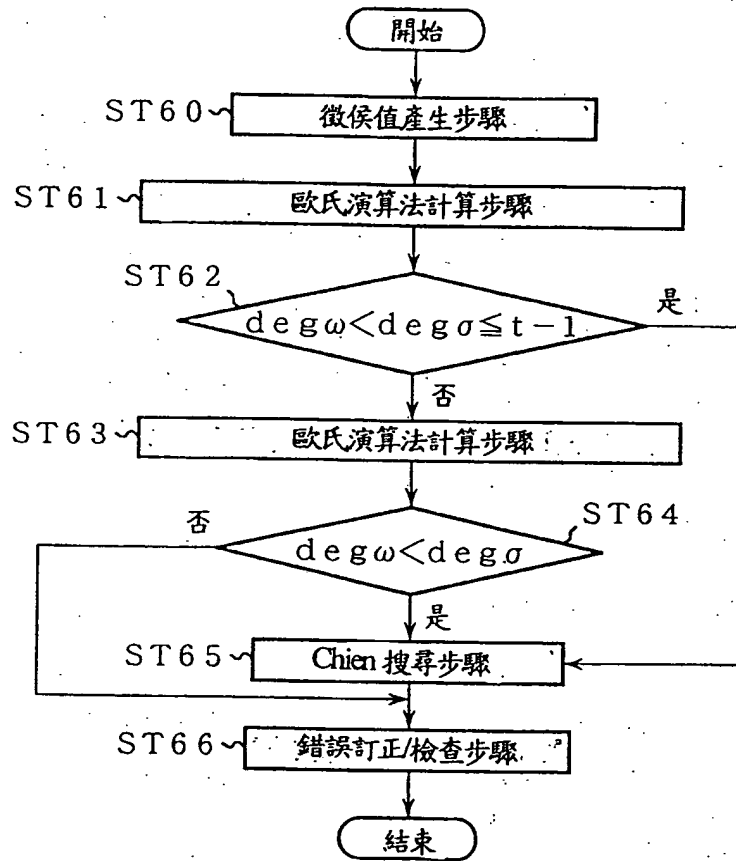 開始
ST60
徵侯值產生步驟
ST61
歐氏演算法計算步驟
ST62
degω<degσ≦t-1
是
否
ST63
歐氏演算法計算步驟
否
ST64
degω<degσ
是
ST65
Chien 搜尋步驟
ST66
錯誤訂正/檢查步驟
結束